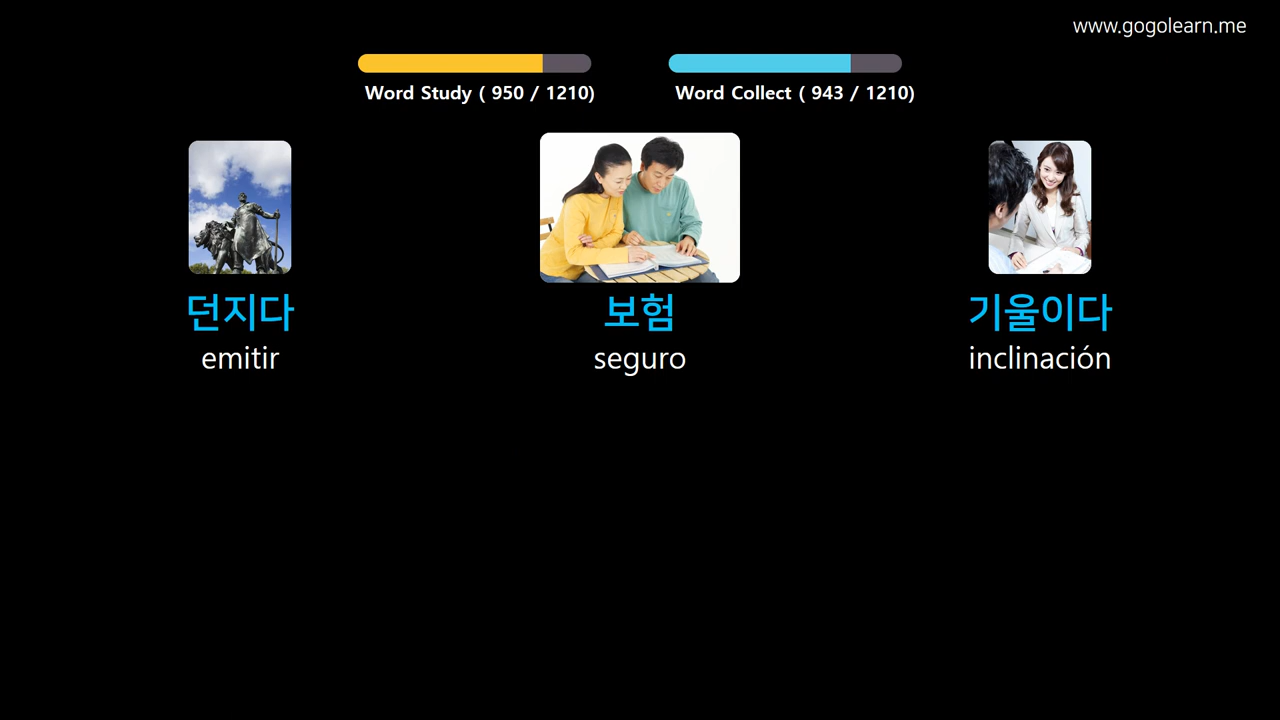 www.gogolearn.me
Word Study ( 950 / 1210)
Word Collect ( 943 / 1210)
던지다
emitir
보험
seguro
기울이다
inclinación